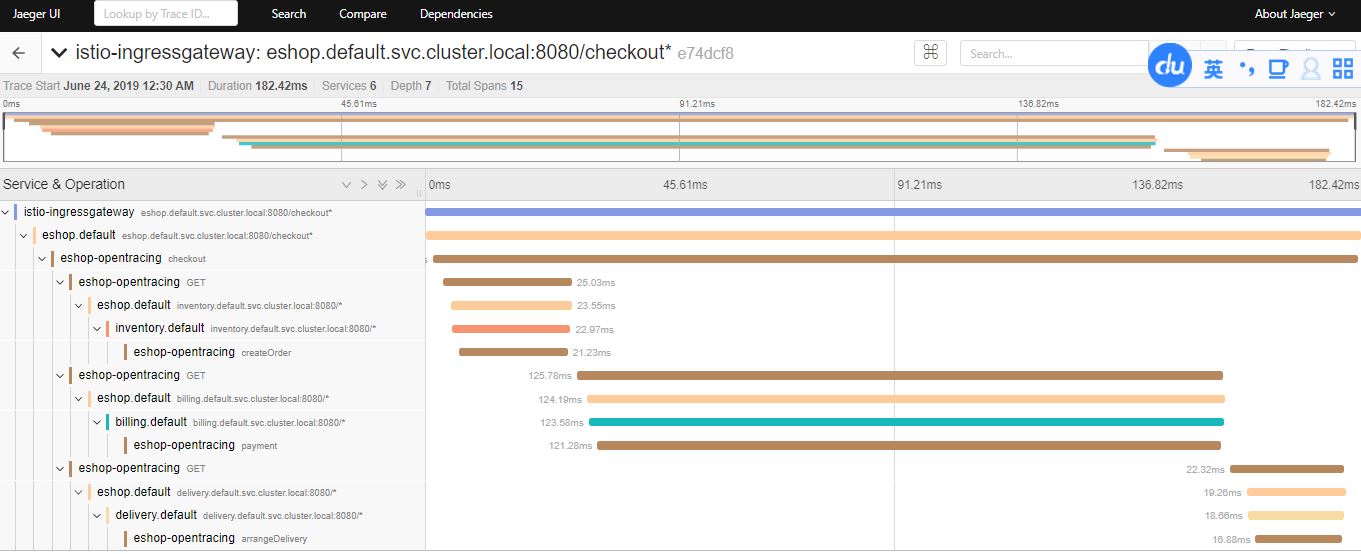 Jaeger UI Lookup by Trace ID... Search Compare Dependencies About Jaeger
istio-ingressgateway: eshop.default.svc.cluster.local:8080/checkout* e74dcf8 ⌘ Search...
du 英
Trace Start June 24, 2019 12:30 AM Duration 182.42ms Services 6 Depth 7 Total Spans 15
0ms 45.61ms 91.21ms 136.82ms 182.42ms
Service & Operation 0ms 45.61ms 91.21ms 136.82ms 182.42ms
istio-ingressgateway eshop.default.svc.cluster.local:8080/checkout*
eshop.default eshop.default.svc.cluster.local:8080/checkout*
eshop-opentracing checkout
eshop-opentracing GET 25.03ms
eshop.default inventory.default.svc.cluster.local:8080/* 23.55ms
inventory.default inventory.default.svc.cluster.local:8080/* 22.97ms
eshop-opentracing createOrder 21.23ms
eshop-opentracing GET 125.78ms
eshop.default billing.default.svc.cluster.local:8080/* 124.19ms
billing.default billing.default.svc.cluster.local:8080/* 123.58ms
eshop-opentracing payment 121.28ms
eshop-opentracing GET 22.32ms
eshop.default delivery.default.svc.cluster.local:8080/* 19.26ms
delivery.default delivery.default.svc.cluster.local:8080/* 18.66ms
eshop-opentracing arrangeDelivery 16.88ms